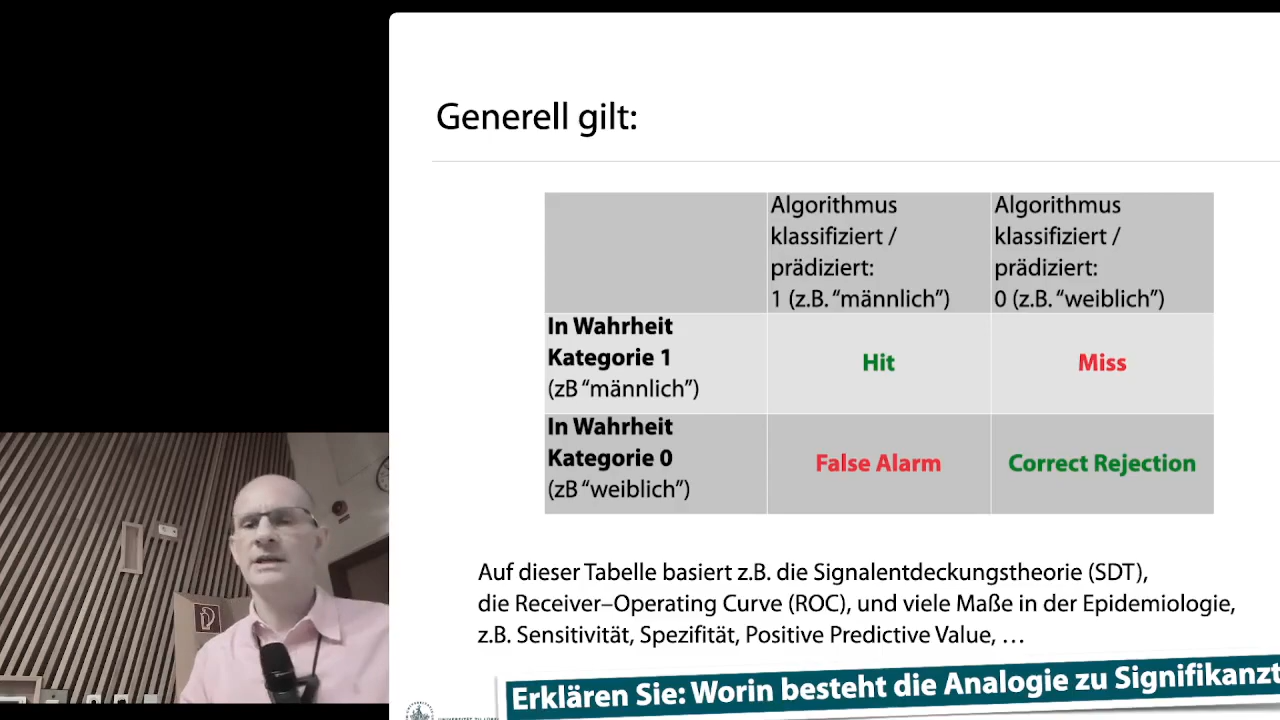 Generell gilt:
Algorithmus
klassifiziert /
prädiziert:
1 (z.B. “männlich”)
Algorithmus
klassifiziert /
prädiziert:
0 (z.B. “weiblich”)
In Wahrheit
Kategorie 1
(zB “männlich”)
Hit
Miss
In Wahrheit
Kategorie 0
(zB “weiblich”)
False Alarm
Correct Rejection
Auf dieser Tabelle basiert z.B. die Signalentdeckungstheorie (SDT),
die Receiver–Operating Curve (ROC), und viele Maße in der Epidemiologie,
z.B. Sensitivität, Spezifität, Positive Predictive Value, …
Erklären Sie: Worin besteht die Analogie zu Signifikanzt